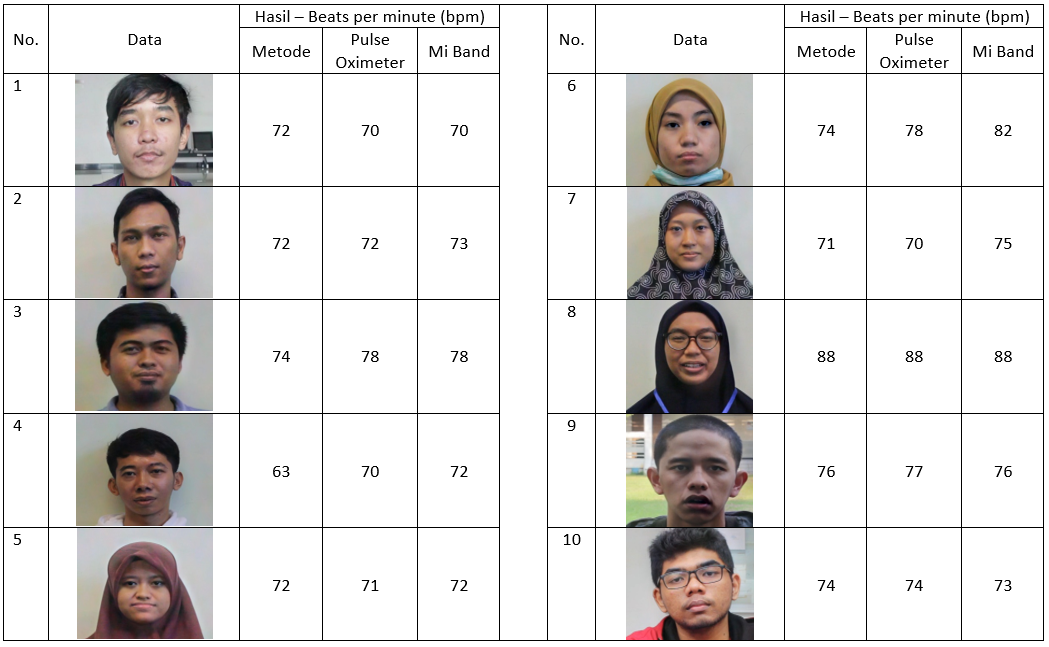 No. Data Hasil – Beats per minute (bpm) No. Data Hasil – Beats per minute (bpm)
Metode Pulse Oximeter Mi Band Metode Pulse Oximeter Mi Band
1 72 70 70 6 74 78 82
2 72 72 73 7 71 70 75
3 74 78 78 8 88 88 88
4 63 70 72 9 76 77 76
5 72 71 72 10 74 74 73